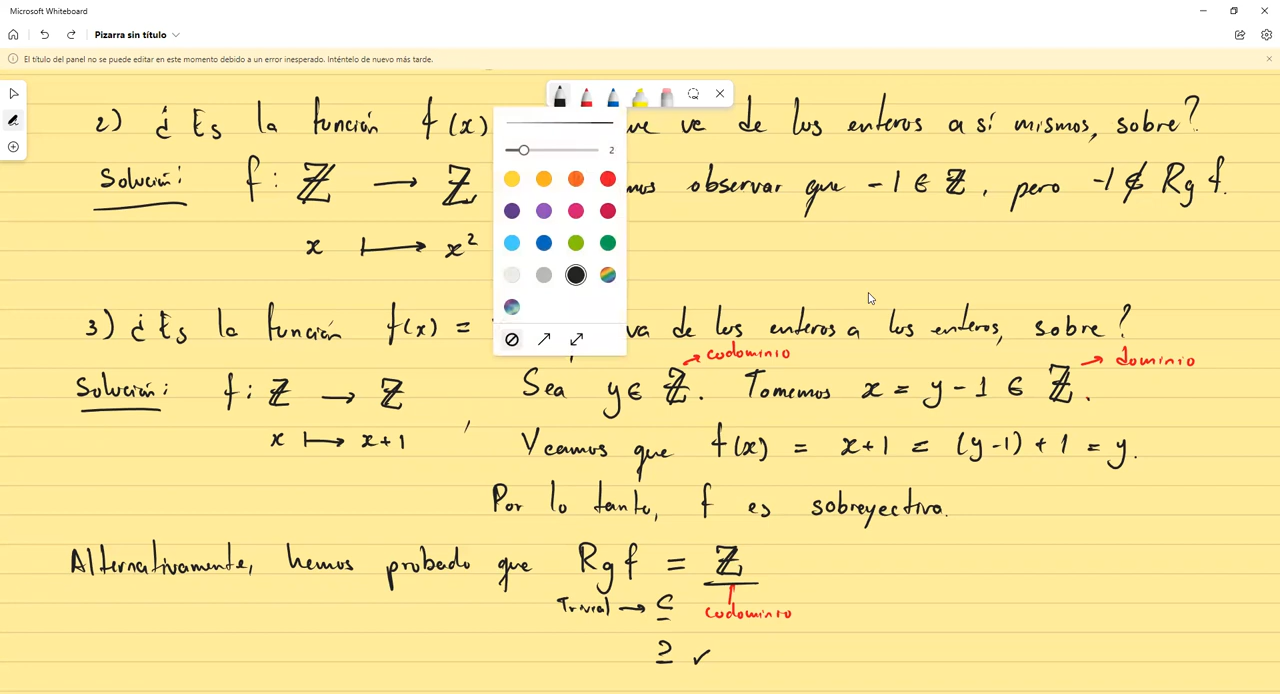 Microsoft Whiteboard
Pizarra sin título
El título del panel no se puede editar en este momento debido a un error inesperado. Inténtelo de nuevo más tarde.
2) ¿Es la función f(x) ve va de los enteros a sí mismos, sobre?
2
Solución: f: ℤ → ℤ mos observar que -1 ∈ ℤ, pero -1 ∉ Rg f.
x ↦ x²
3) ¿Es la función f(x) = va de los enteros a los enteros, sobre?
→ codominio → dominio
Solución: f: ℤ → ℤ Sea y ∈ ℤ. Tomemos x = y - 1 ∈ ℤ.
x ↦ x+1 , Veamos que f(x) = x+1 = (y-1) + 1 = y.
Por lo tanto, f es sobreyectiva.
Alternativamente, hemos probado que Rg f = ℤ
Trivial → ⊆ codominio
⊇ ✓